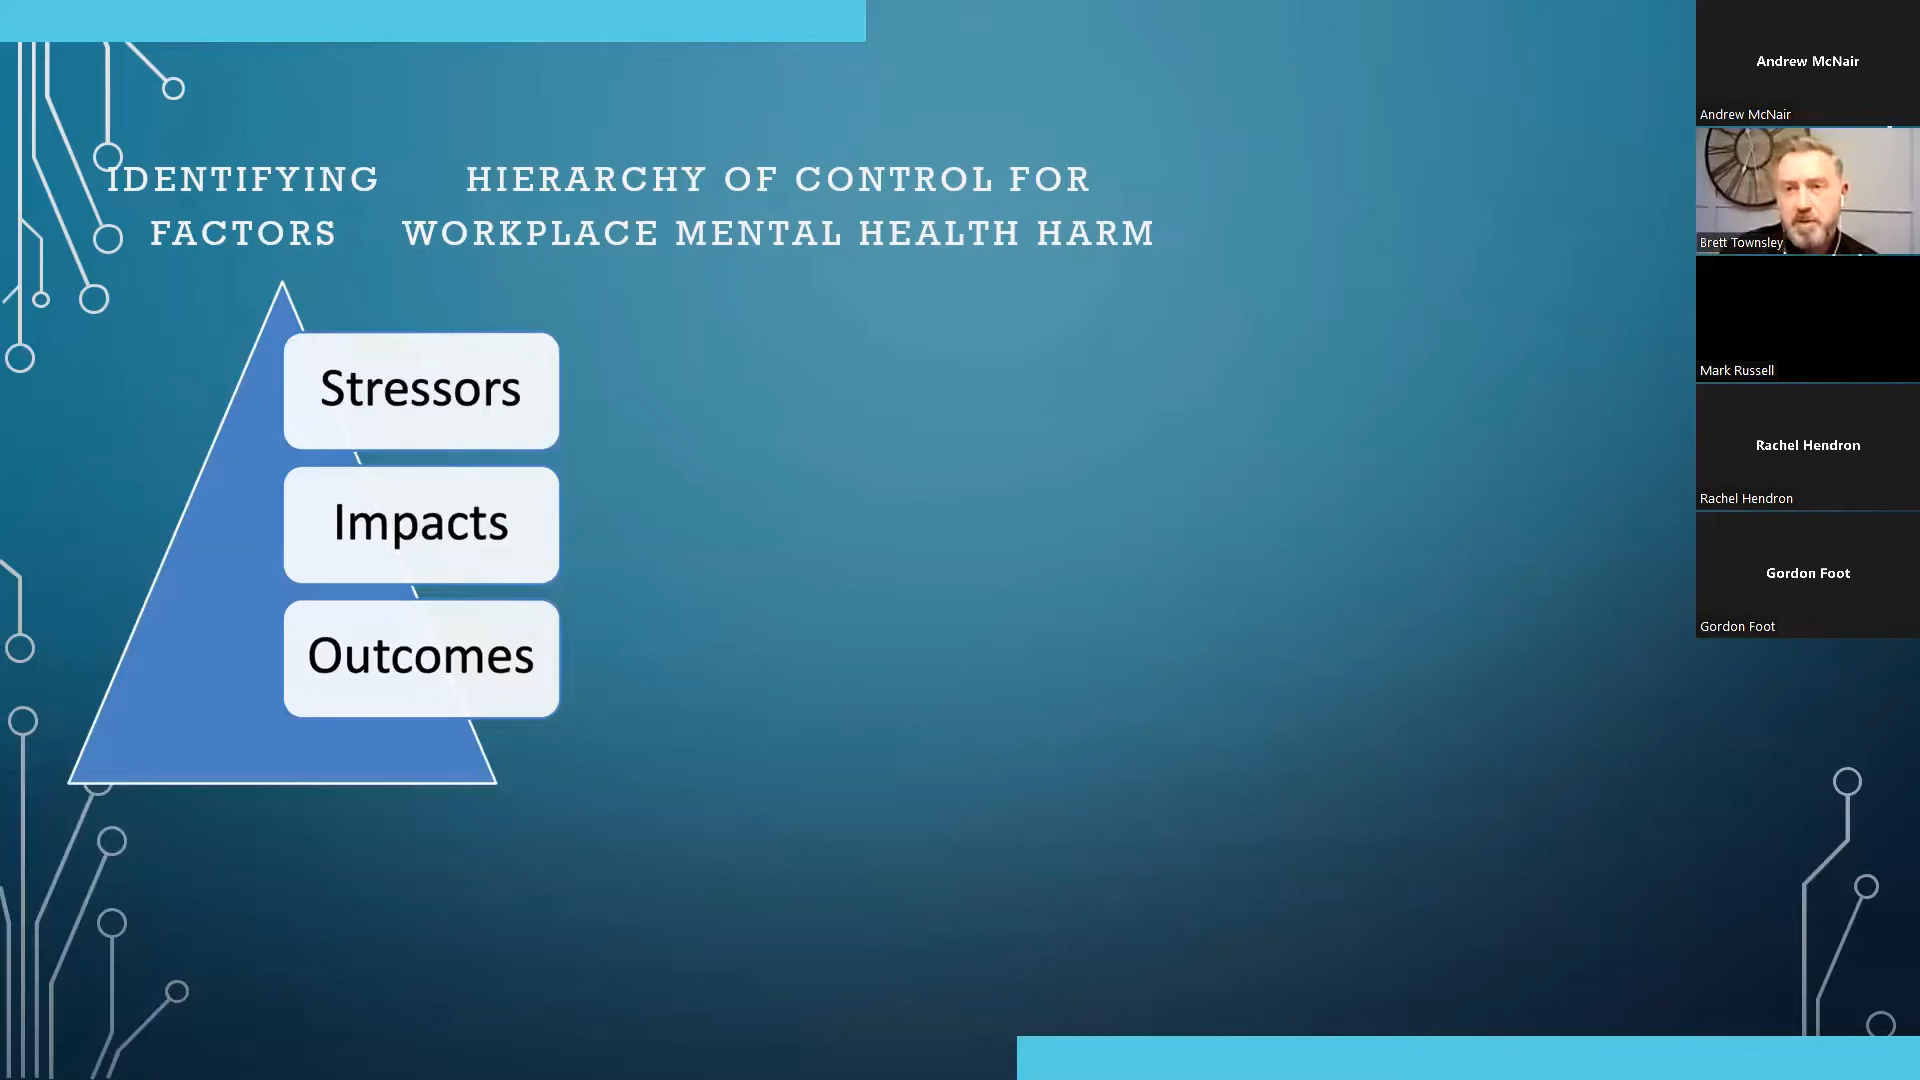 IDENTIFYING
FACTORS
HIERARCHY OF CONTROL FOR
WORKPLACE MENTAL HEALTH HARM
Stressors
Impacts
Outcomes
Andrew McNair
Andrew McNair
Brett Townsley
Mark Russell
Rachel Hendron
Rachel Hendron
Gordon Foot
Gordon Foot